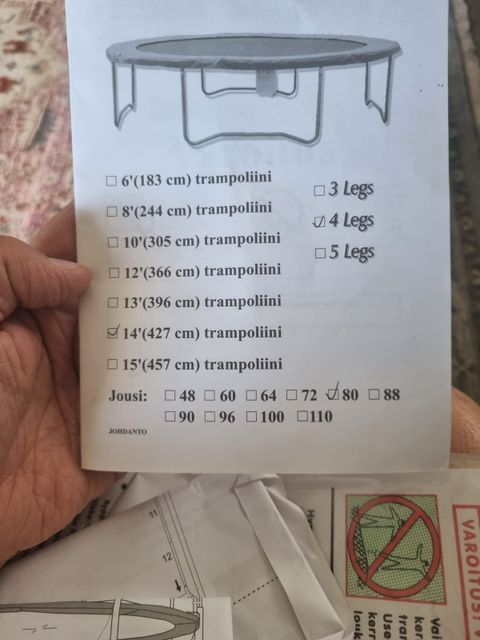 ☐ 6'(183 cm) trampoliini
☐ 3 Legs
☐ 8'(244 cm) trampoliini
☑ 4 Legs
☐ 10'(305 cm) trampoliini
☐ 5 Legs
☐ 12'(366 cm) trampoliini
☐ 13'(396 cm) trampoliini
☑ 14'(427 cm) trampoliini
☐ 15'(457 cm) trampoliini
Jousi: ☐ 48 ☐ 60 ☐ 64 ☐ 72 ☑ 80 ☐ 88
☐ 90 ☐ 96 ☐ 100 ☐ 110
JOHDANTO
11
12
VAROITUS!